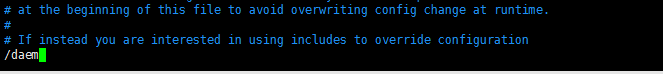 # at the beginning of this file to avoid overwriting config change at runtime.
#
# If instead you are interested in using includes to override configuration
/daem